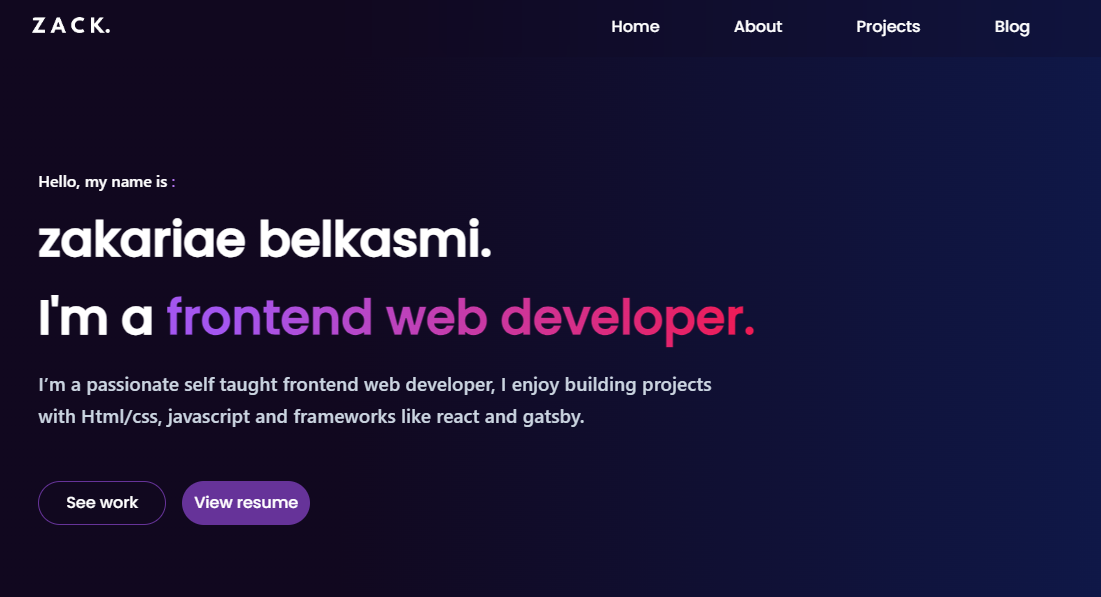 ZACK.
Home About Projects Blog
Hello, my name is :
zakariae belkasmi.
I'm a frontend web developer.
I’m a passionate self taught frontend web developer, I enjoy building projects
with Html/css, javascript and frameworks like react and gatsby.
See work View resume